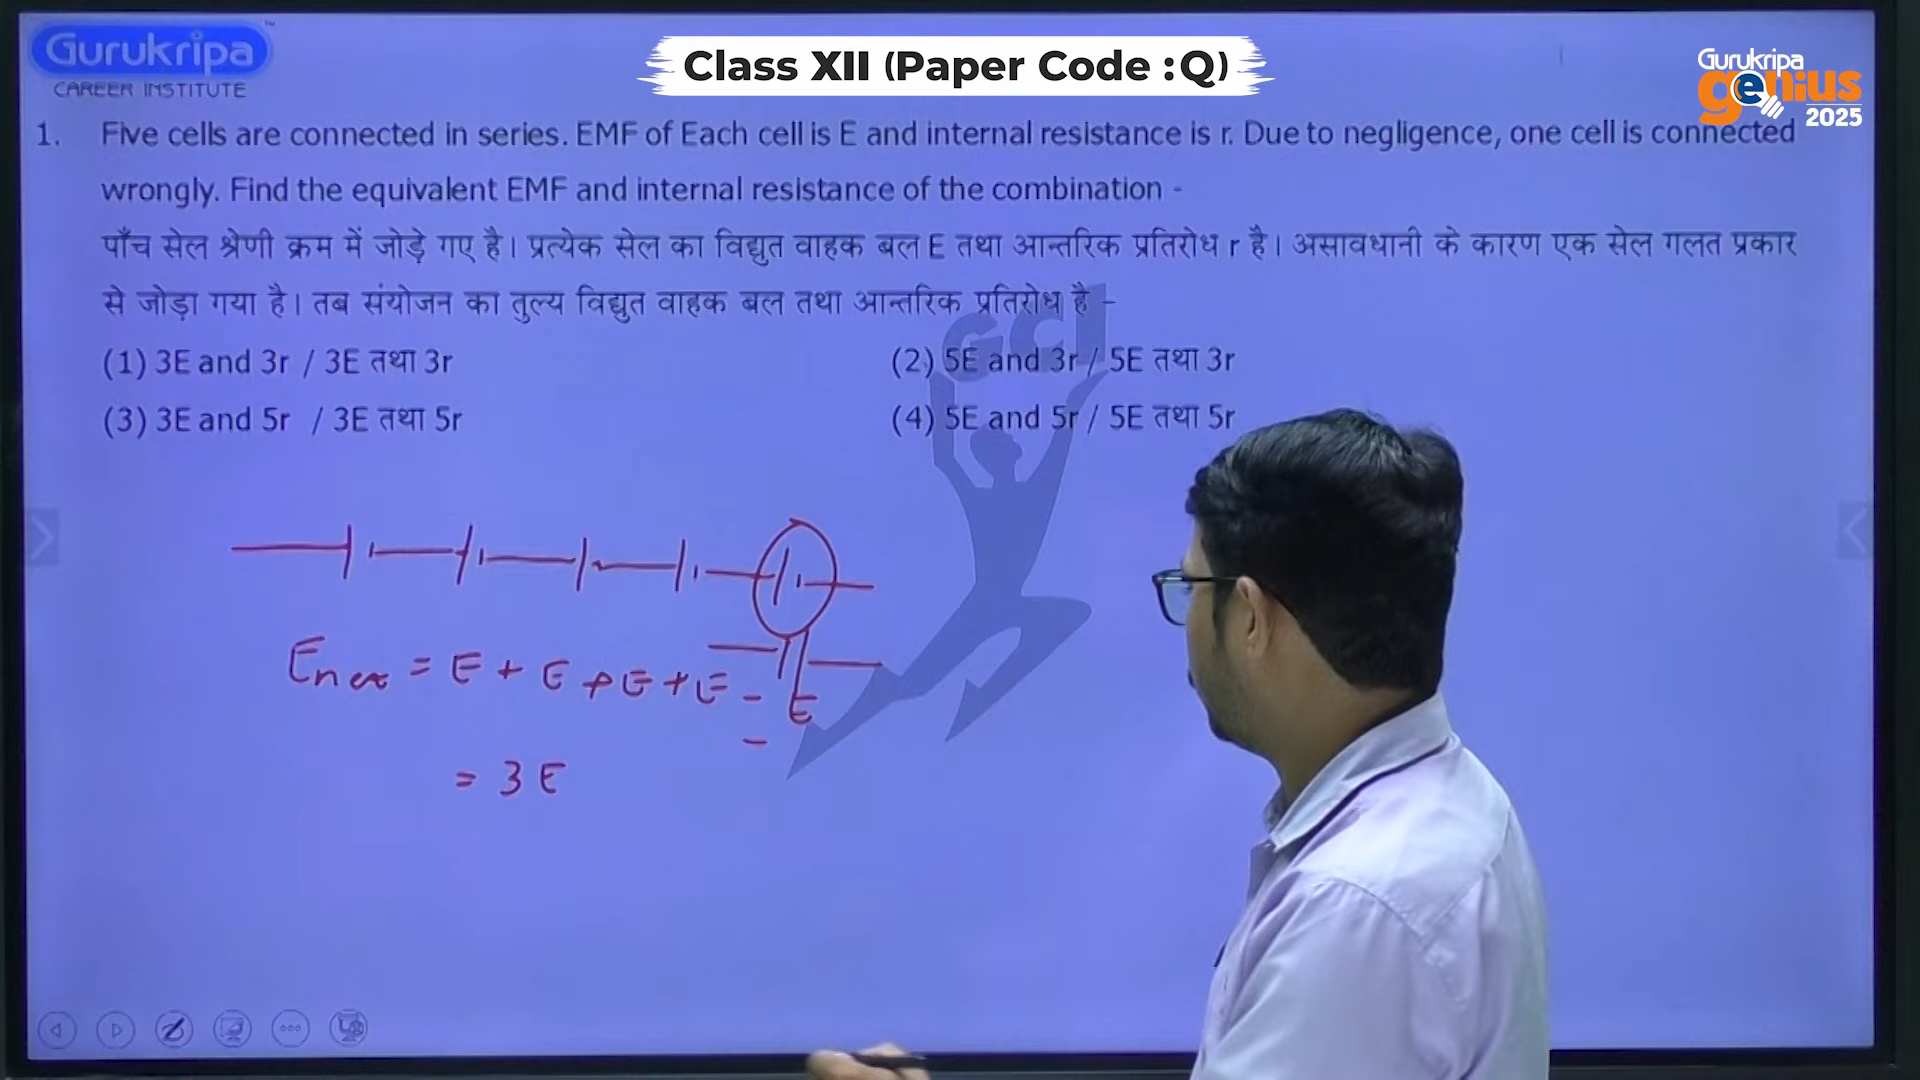 Gurukripa
CAREER INSTITUTE
Class XII (Paper Code :Q)
Gurukripa
genius
2025
1. Five cells are connected in series. EMF of Each cell is E and internal resistance is r. Due to negligence, one cell is connected
wrongly. Find the equivalent EMF and internal resistance of the combination -
पाँच सेल श्रेणी क्रम में जोड़े गए है। प्रत्येक सेल का विद्युत वाहक बल E तथा आन्तरिक प्रतिरोध r है। असावधानी के कारण एक सेल गलत प्रकार
से जोड़ा गया है। तब संयोजन का तुल्य विद्युत वाहक बल तथा आन्तरिक प्रतिरोध है –
(1) 3E and 3r / 3E तथा 3r
(2) 5E and 3r / 5E तथा 3r
(3) 3E and 5r / 3E तथा 5r
(4) 5E and 5r / 5E तथा 5r
GCI
= E + E + E + E - E
= 3E